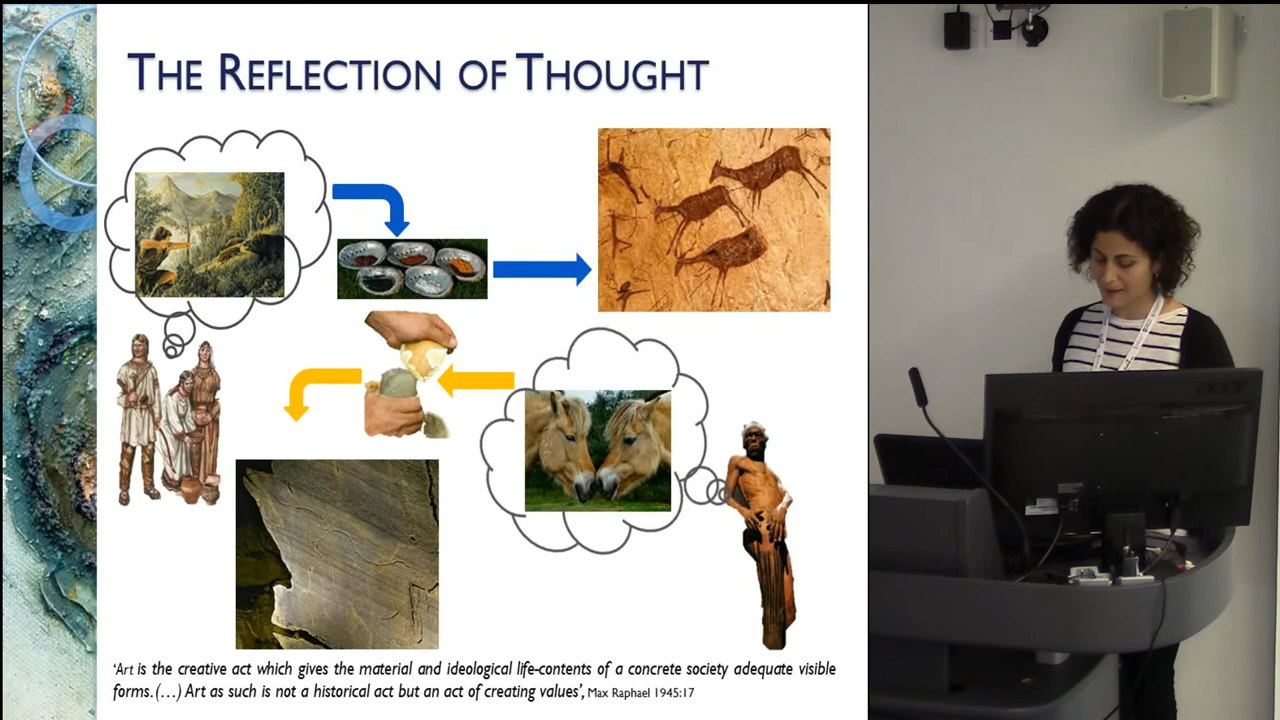 THE REFLECTION OF THOUGHT
‘Art is the creative act which gives the material and ideological life-contents of a concrete society adequate visible
forms.(…) Art as such is not a historical act but an act of creating values’, Max Raphael 1945:17